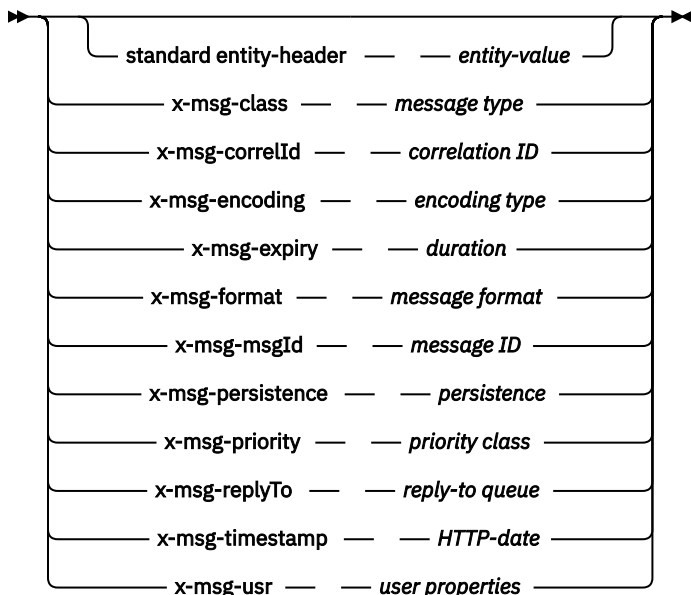 standard entity-header entity-value
x-msg-class message type
x-msg-correlId correlation ID
x-msg-encoding encoding type
x-msg-expiry duration
x-msg-format message format
x-msg-msgId message ID
x-msg-persistence persistence
x-msg-priority priority class
x-msg-replyTo reply-to queue
x-msg-timestamp HTTP-date
x-msg-usr user properties